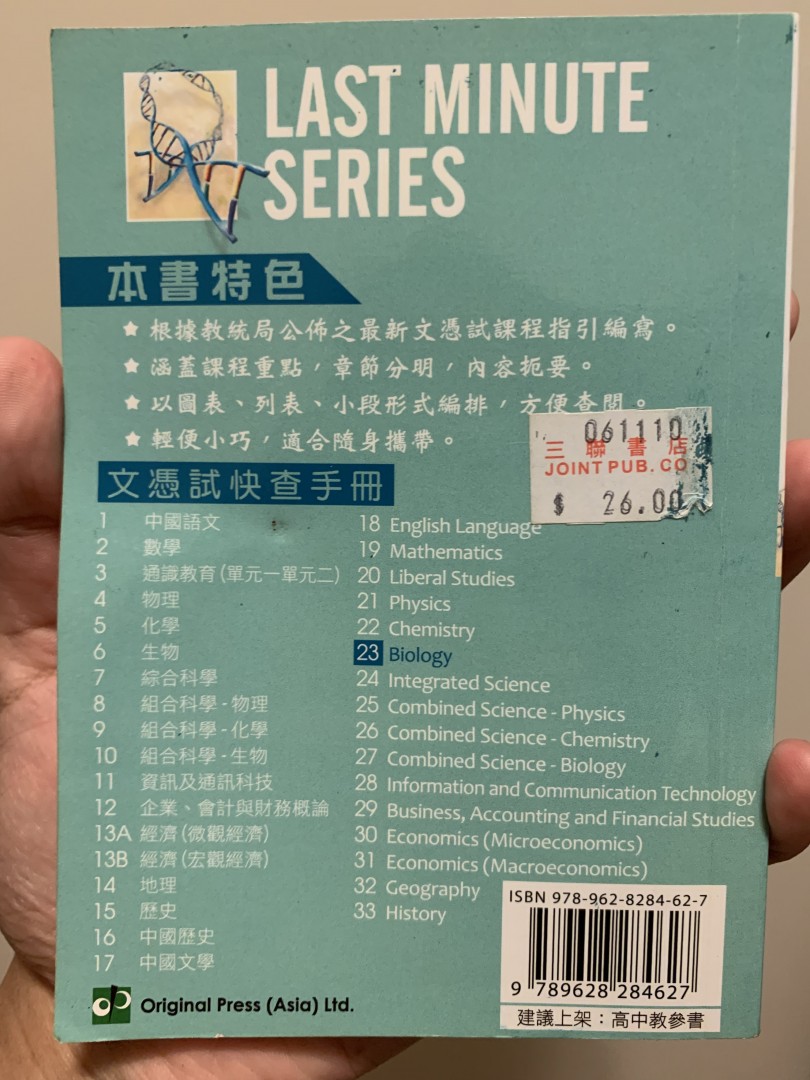 LAST MINUTE
SERIES
本書特色
★ 根據教統局公佈之最新文憑試課程指引編寫。
★ 涵蓋課程重點，章節分明，內容扼要。
★ 以圖表、列表、小段形式編排，方便查閱。
★ 輕便小巧，適合隨身攜帶。
061110
三聯書店
JOINT PUB. CO
$ 26.00
文憑試快查手冊
1 中國語文
2 數學
3 通識教育(單元一單元二)
4 物理
5 化學
6 生物
7 綜合科學
8 組合科學-物理
9 組合科學-化學
10 組合科學-生物
11 資訊及通訊科技
12 企業、會計與財務概論
13A 經濟(微觀經濟)
13B 經濟(宏觀經濟)
14 地理
15 歷史
16 中國歷史
17 中國文學
18 English Language
19 Mathematics
20 Liberal Studies
21 Physics
22 Chemistry
23 Biology
24 Integrated Science
25 Combined Science - Physics
26 Combined Science - Chemistry
27 Combined Science - Biology
28 Information and Communication Technology
29 Business, Accounting and Financial Studies
30 Economics (Microeconomics)
31 Economics (Macroeconomics)
32 Geography
33 History
ISBN 978-962-8284-62-7
9 789628 284627
建議上架：高中教參書
Original Press (Asia) Ltd.